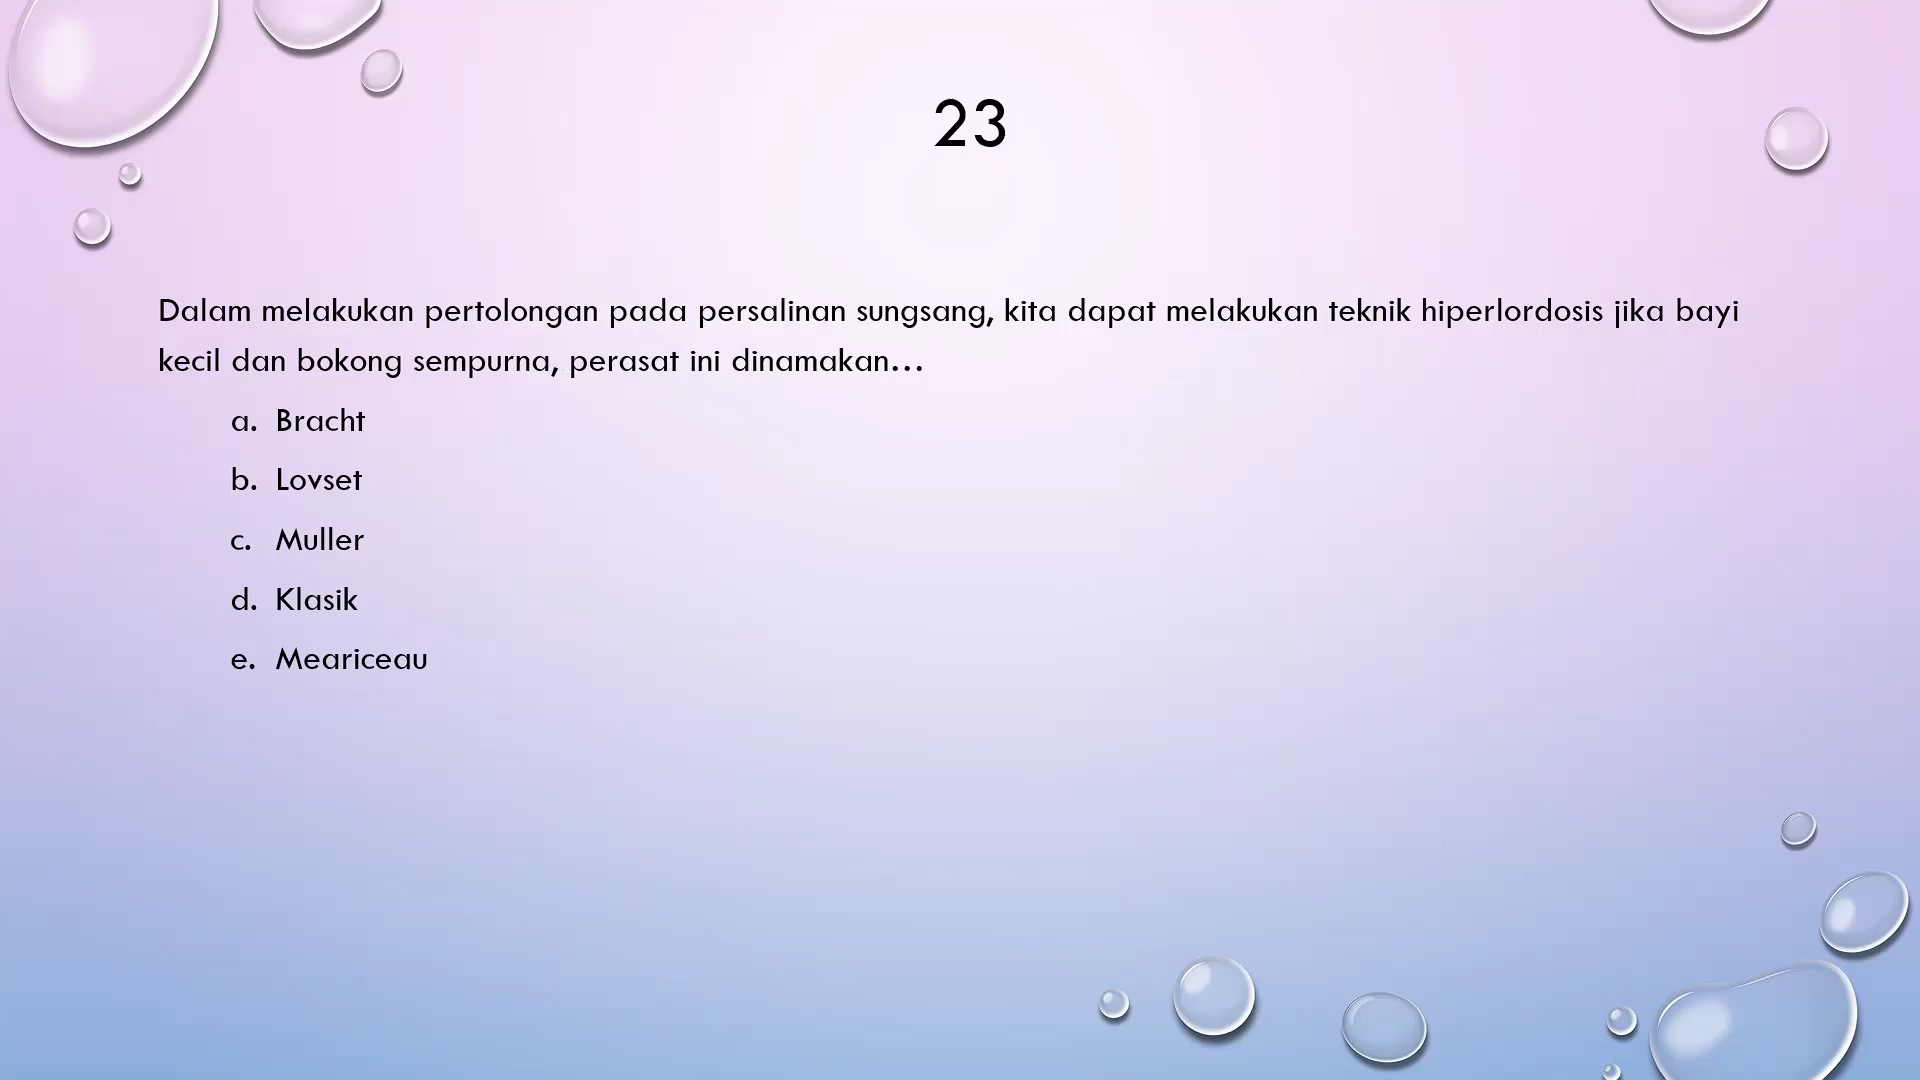 23
Dalam melakukan pertolongan pada persalinan sungsang, kita dapat melakukan teknik hiperlordosis jika bayi
kecil dan bokong sempurna, perasat ini dinamakan…
a. Bracht
b. Lovset
c. Muller
d. Klasik
e. Meariceau